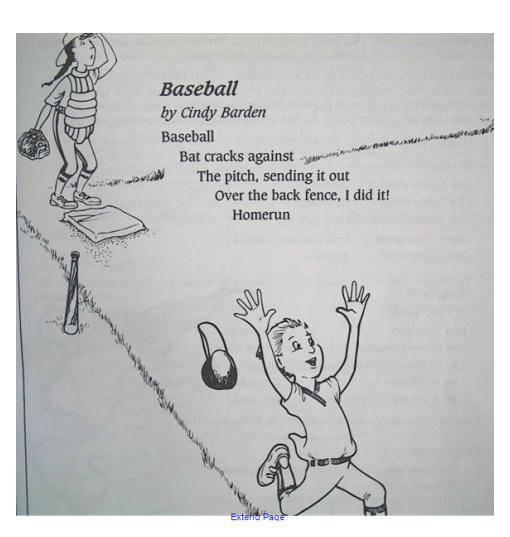 Baseball
by Cindy Barden
Baseball
Bat cracks against
The pitch, sending it out
Over the back fence, I did it!
Homerun
Extend Page